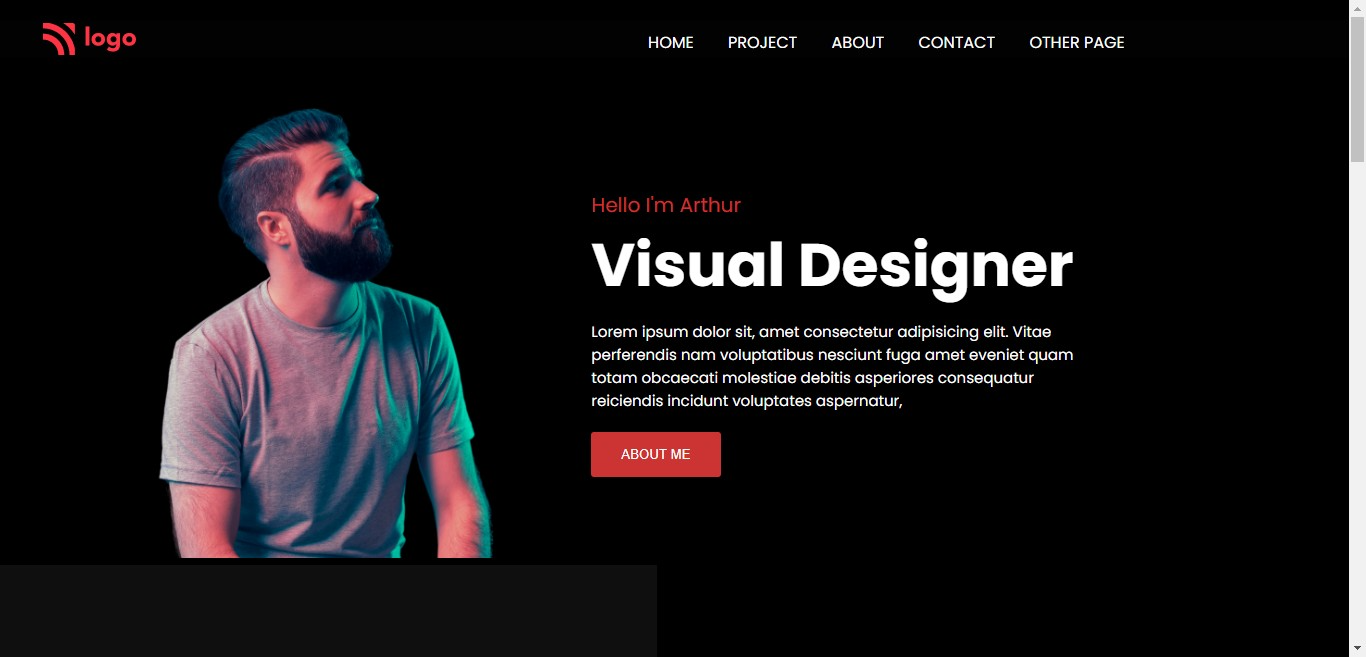 logo
HOME PROJECT ABOUT CONTACT OTHER PAGE
Hello I'm Arthur
Visual Designer
Lorem ipsum dolor sit, amet consectetur adipisicing elit. Vitae
perferendis nam voluptatibus nesciunt fuga amet eveniet quam
totam obcaecati molestiae debitis asperiores consequatur
reiciendis incidunt voluptates aspernatur,
ABOUT ME